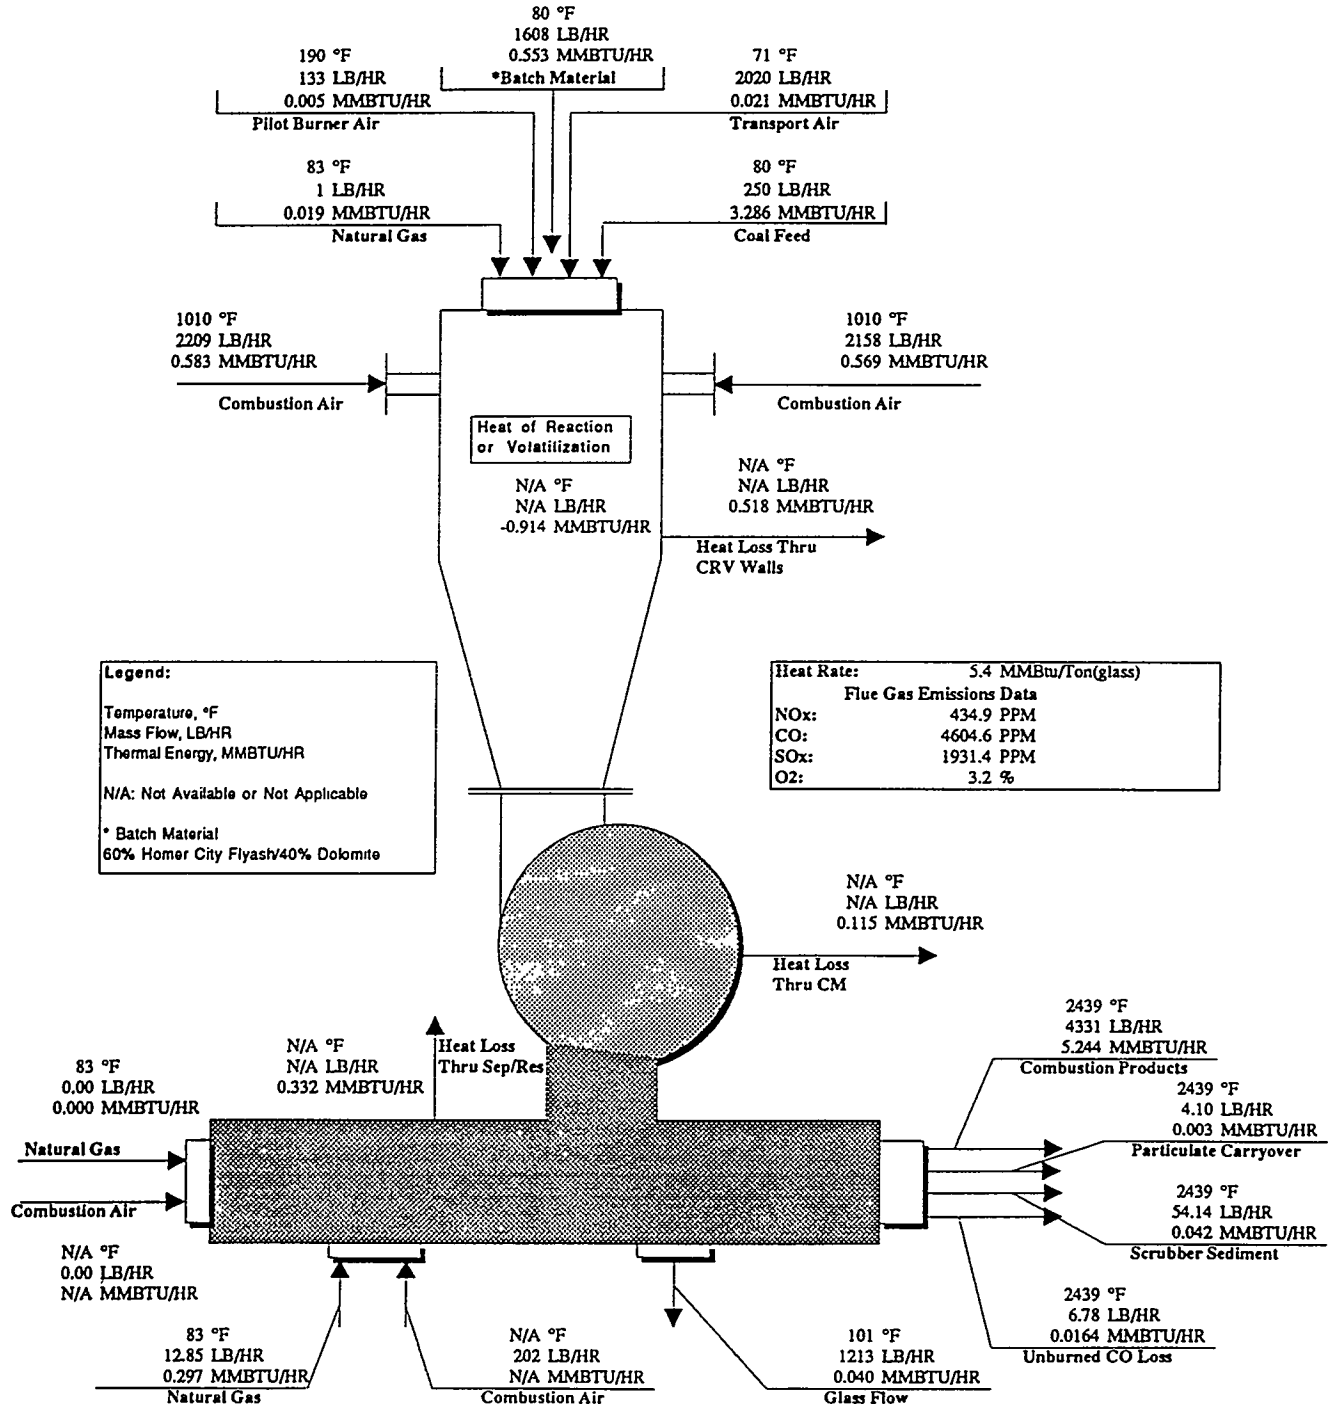 80 °F
1608 LB/HR
0.553 MMBTU/HR
*Batch Material
190 °F
133 LB/HR
0.005 MMBTU/HR
Pilot Burner Air
71 °F
2020 LB/HR
0.021 MMBTU/HR
Transport Air
83 °F
1 LB/HR
0.019 MMBTU/HR
Natural Gas
80 °F
250 LB/HR
3.286 MMBTU/HR
Coal Feed
1010 °F
2209 LB/HR
0.583 MMBTU/HR
Combustion Air
1010 °F
2158 LB/HR
0.569 MMBTU/HR
Combustion Air
Heat of Reaction
or Volatilization
N/A °F
N/A LB/HR
-0.914 MMBTU/HR
N/A °F
N/A LB/HR
0.518 MMBTU/HR
Heat Loss Thru
CRV Walls
Legend:
Temperature, °F
Mass Flow, LB/HR
Thermal Energy, MMBTU/HR
N/A: Not Available or Not Applicable
* Batch Material
60% Homer City Flyash/40% Dolomite
Heat Rate: 5.4 MMBtu/Ton(glass)
Flue Gas Emissions Data
NOx: 434.9 PPM
CO: 4604.6 PPM
SOx: 1931.4 PPM
O2: 3.2 %
N/A °F
N/A LB/HR
0.115 MMBTU/HR
Heat Loss
Thru CM
N/A °F
N/A LB/HR
0.332 MMBTU/HR
Heat Loss
Thru Sep/Res
83 °F
0.00 LB/HR
0.000 MMBTU/HR
Natural Gas
Combustion Air
N/A °F
0.00 LB/HR
N/A MMBTU/HR
2439 °F
4331 LB/HR
5.244 MMBTU/HR
Combustion Products
2439 °F
4.10 LB/HR
0.003 MMBTU/HR
Particulate Carryover
2439 °F
54.14 LB/HR
0.042 MMBTU/HR
Scrubber Sediment
2439 °F
6.78 LB/HR
0.0164 MMBTU/HR
Unburned CO Loss
83 °F
12.85 LB/HR
0.297 MMBTU/HR
Natural Gas
N/A °F
202 LB/HR
N/A MMBTU/HR
Combustion Air
101 °F
1213 LB/HR
0.040 MMBTU/HR
Glass Flow